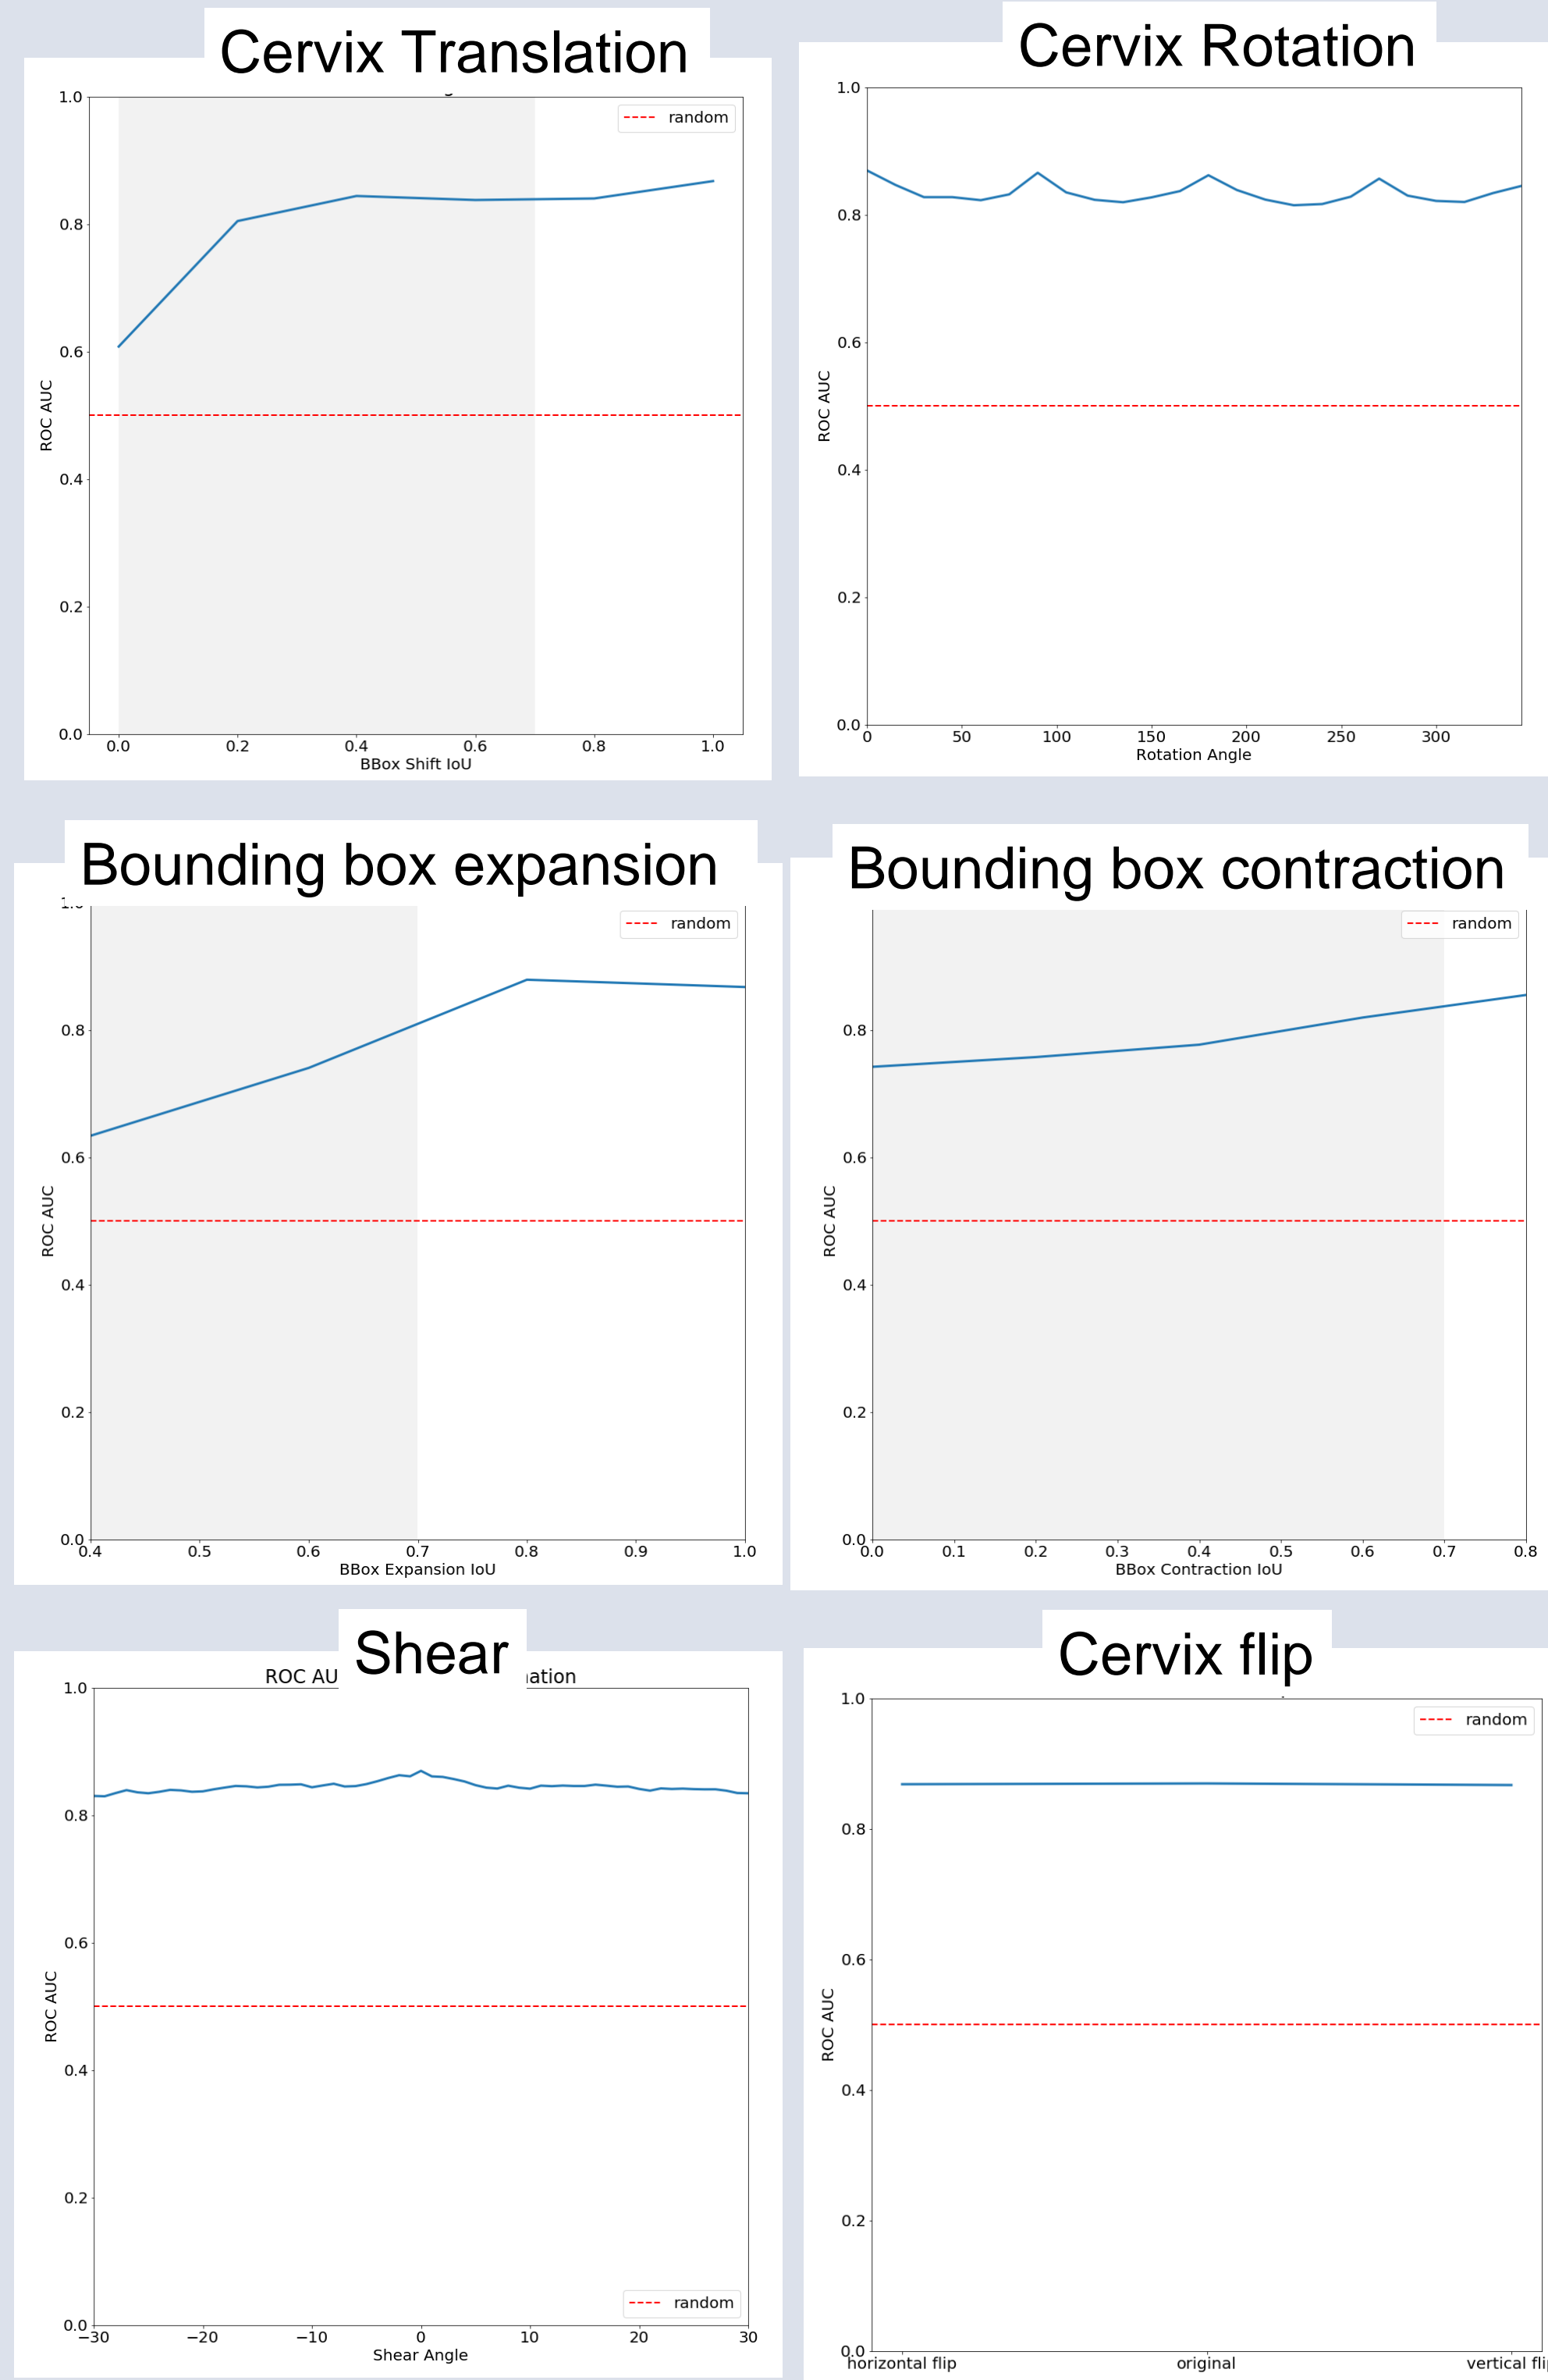 Cervix Translation
1.0
random
0.8
0.6
ROC AUC
0.4
0.2
0.0
0.0 0.2 0.4 0.6 0.8 1.0
BBox Shift IoU
Cervix Rotation
1.0
0.8
0.6
ROC AUC
0.4
0.2
0.0
0 50 100 150 200 250 300
Rotation Angle
Bounding box expansion
1.0
random
0.8
0.6
ROC AUC
0.4
0.2
0.0
0.4 0.5 0.6 0.7 0.8 0.9 1.0
BBox Expansion IoU
Bounding box contraction
random
0.8
0.6
ROC AUC
0.4
0.2
0.0
0.0 0.1 0.2 0.3 0.4 0.5 0.6 0.7 0.8
BBox Contraction IoU
Shear
ROC AU
1.0
0.8
0.6
ROC AUC
0.4
0.2
random
0.0
−30 −20 −10 0 10 20 30
Shear Angle
Cervix flip
1.0
random
0.8
0.6
ROC AUC
0.4
0.2
0.0
horizontal flip original vertical fli